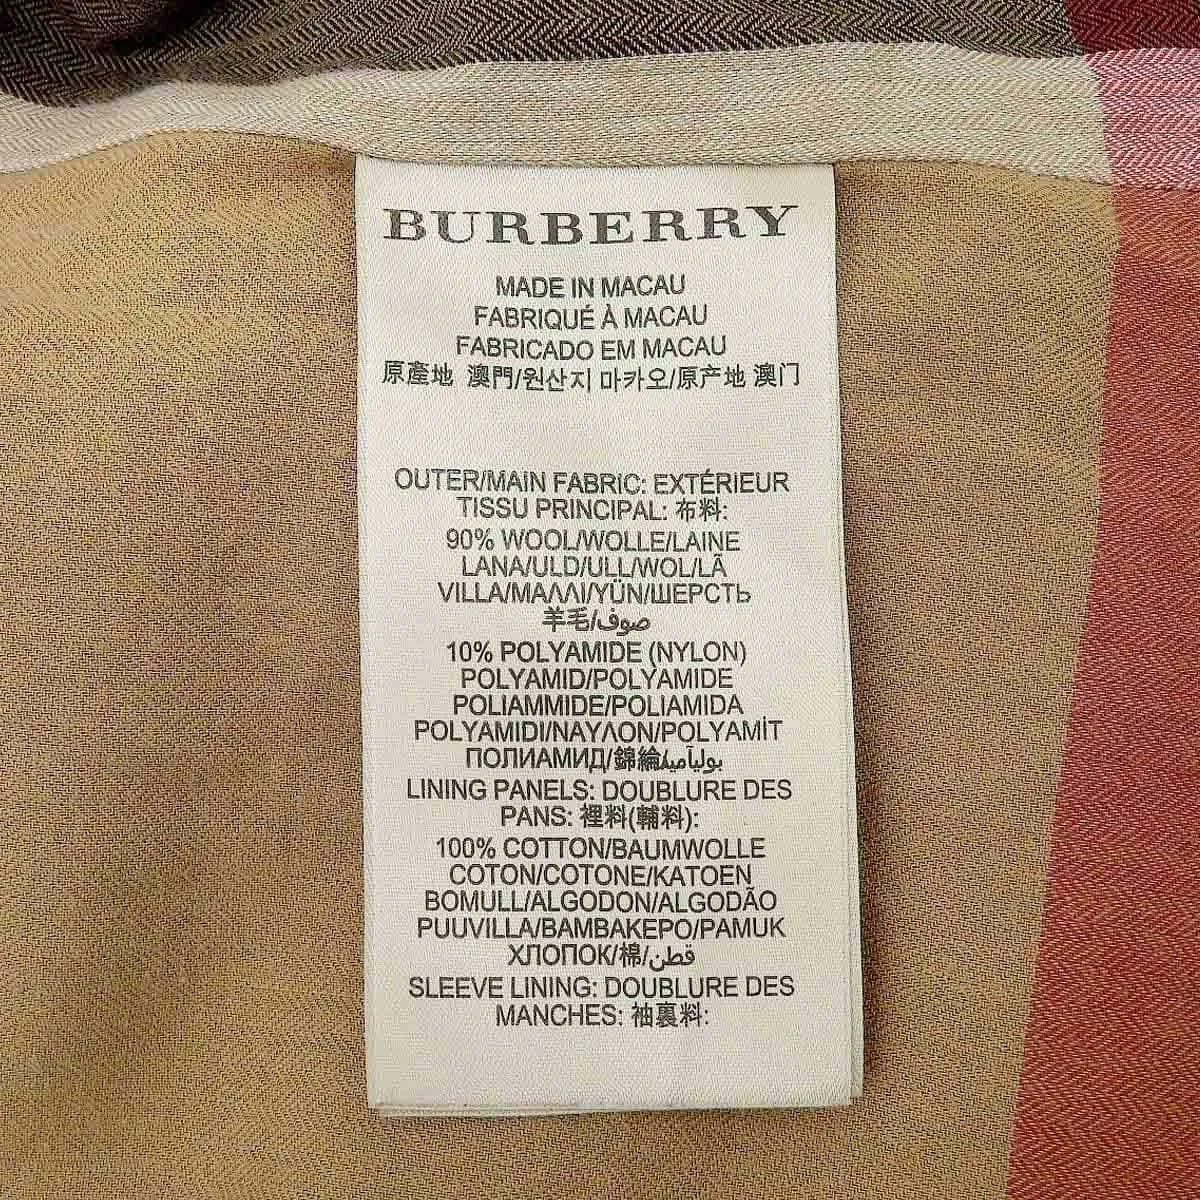 BURBERRY
MADE IN MACAU
FABRIQUÉ À MACAU
FABRICADO EM MACAU
原產地 澳門/원산지 마카오/原产地 澳门
OUTER/MAIN FABRIC: EXTÉRIEUR
TISSU PRINCIPAL: 布料:
90% WOOL/WOLLE/LAINE
LANA/ULD/ULL/WOL/LÃ
VILLA/ΜΑΛΛΙ/YÜN/ШЕРСТЬ
羊毛/صوف
10% POLYAMIDE (NYLON)
POLYAMID/POLYAMIDE
POLIAMMIDE/POLIAMIDA
POLYAMIDI/ΝΑΥΛΟΝ/POLYAMİT
ПОЛИАМИД/錦綸/بولیآمید
LINING PANELS: DOUBLURE DES
PANS: 裡料(輔料):
100% COTTON/BAUMWOLLE
COTON/COTONE/KATOEN
BOMULL/ALGODON/ALGODÃO
PUUVILLA/ΒΑΜΒΑΚΕΡΟ/PAMUK
ХЛОПОК/棉/قطن
SLEEVE LINING: DOUBLURE DES
MANCHES: 袖裏料: